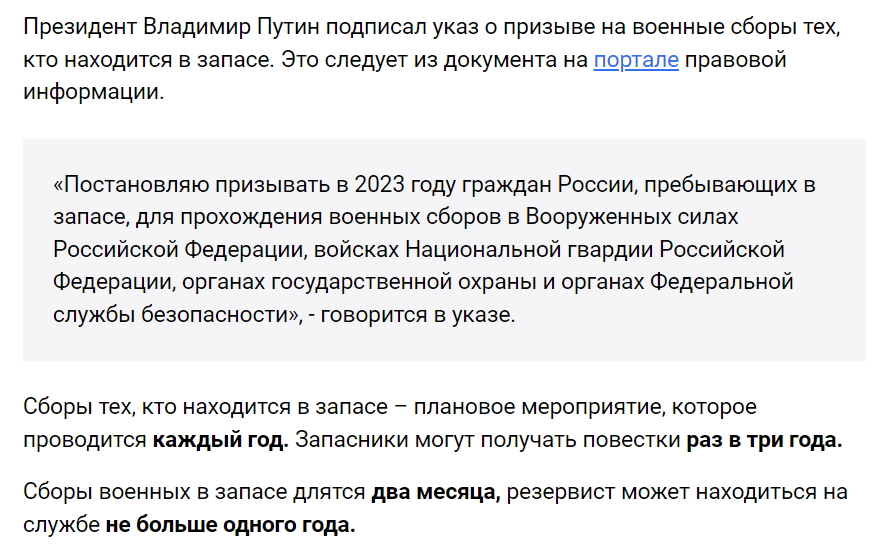 Президент Владимир Путин подписал указ о призыве на военные сборы тех,
кто находится в запасе. Это следует из документа на портале правовой
информации.
«Постановляю призывать в 2023 году граждан России, пребывающих в
запасе, для прохождения военных сборов в Вооруженных силах
Российской Федерации, войсках Национальной гвардии Российской
Федерации, органах государственной охраны и органах Федеральной
службы безопасности», - говорится в указе.
Сборы тех, кто находится в запасе – плановое мероприятие, которое
проводится каждый год. Запасники могут получать повестки раз в три года.
Сборы военных в запасе длятся два месяца, резервист может находиться на
службе не больше одного года.